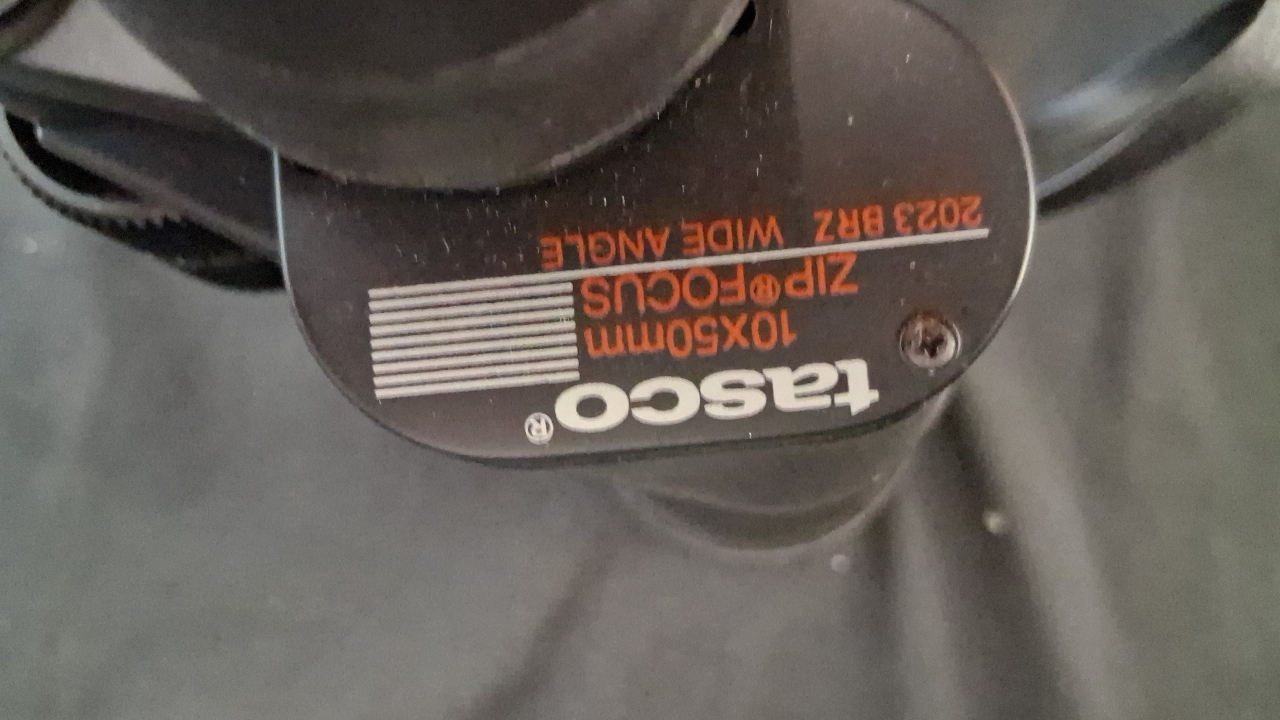 tasco®
10X50mm
ZIP®FOCUS
2023 BRZ WIDE ANGLE